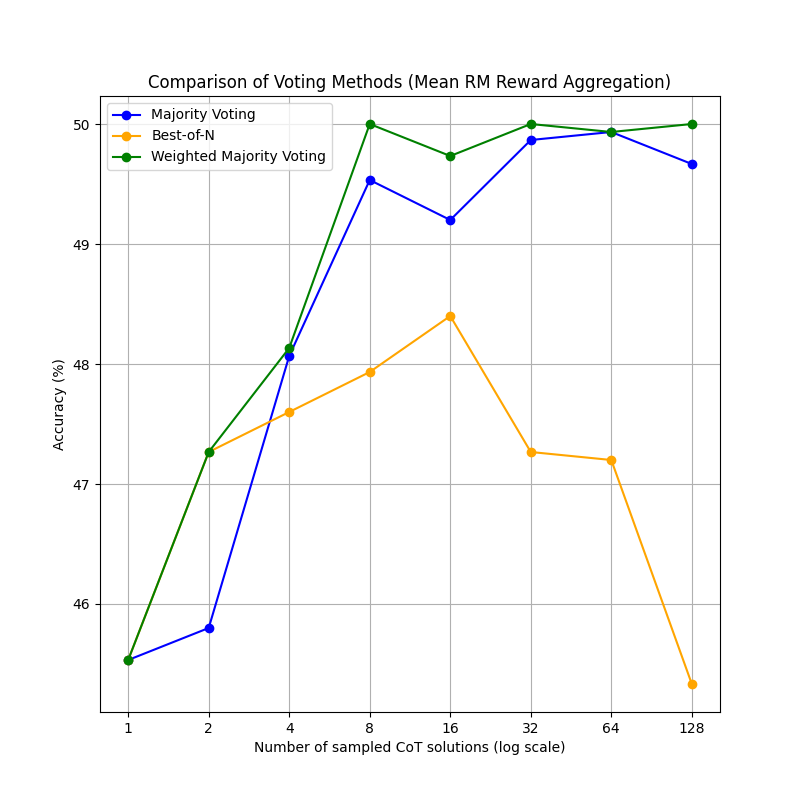 Comparison of Voting Methods (Mean RM Reward Aggregation)
Majority Voting
Best-of-N
Weighted Majority Voting
50
49
48
47
46
Accuracy (%)
1 2 4 8 16 32 64 128
Number of sampled CoT solutions (log scale)